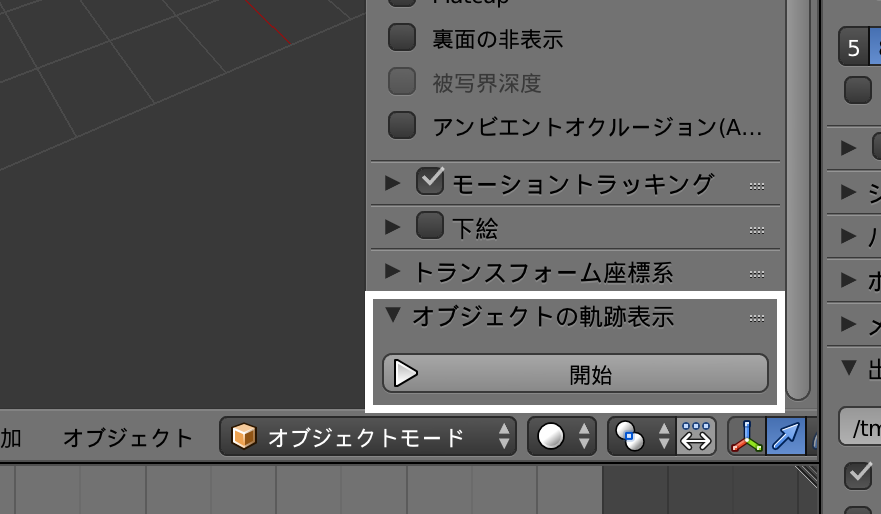 裏面の非表示
被写界深度
アンビエントオクルージョン(A...
モーショントラッキング
下絵
トランスフォーム座標系
オブジェクトの軌跡表示
開始
加 オブジェクト オブジェクトモード
5
/tm